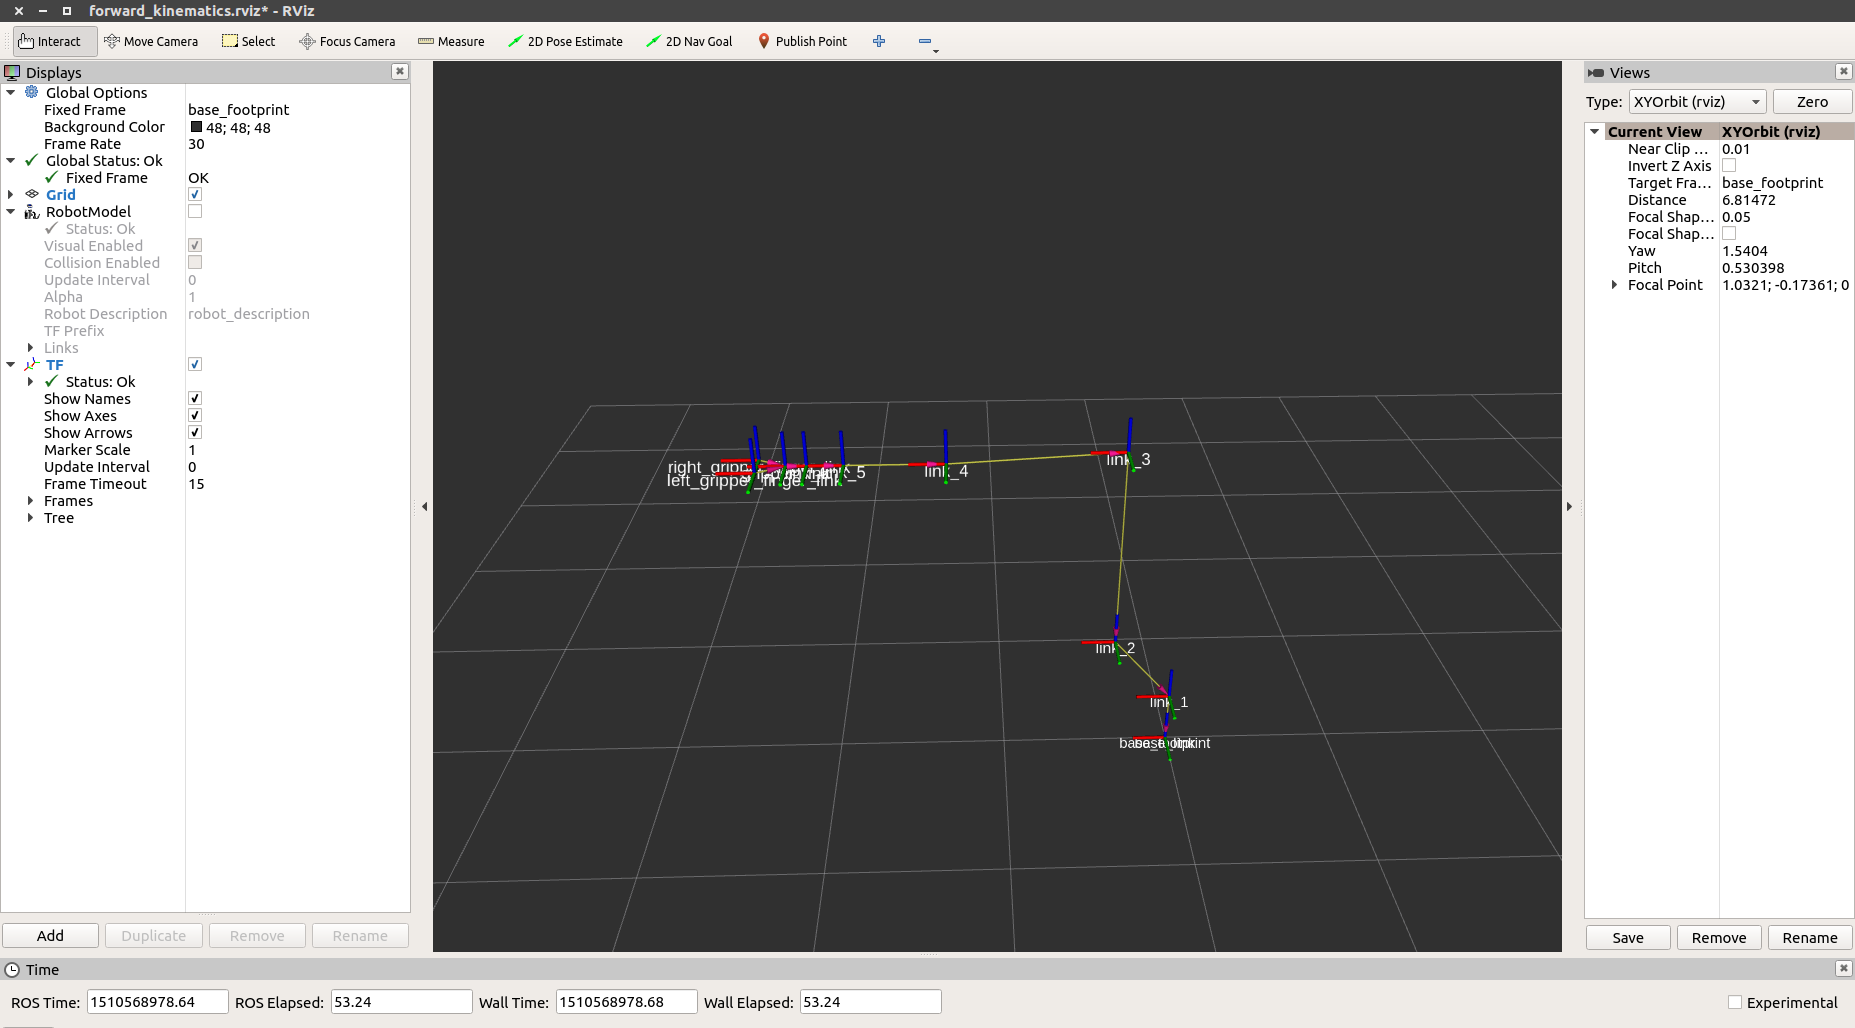 forward_kinematics.rviz* - RViz
Interact Move Camera Select Focus Camera Measure 2D Pose Estimate 2D Nav Goal Publish Point
Displays
Global Options
Fixed Frame base_footprint
Background Color 48; 48; 48
Frame Rate 30
Global Status: Ok
Fixed Frame OK
Grid
RobotModel
Status: Ok
Visual Enabled
Collision Enabled
Update Interval 0
Alpha 1
Robot Description robot_description
TF Prefix
Links
TF
Status: Ok
Show Names
Show Axes
Show Arrows
Marker Scale 1
Update Interval 0
Frame Timeout 15
Frames
Tree
Add Duplicate Remove Rename
link_3
link_4
link_2
link_1
Views
Type: XYOrbit (rviz) Zero
Current View XYOrbit (rviz)
Near Clip ... 0.01
Invert Z Axis
Target Fra... base_footprint
Distance 6.81472
Focal Shap... 0.05
Focal Shap...
Yaw 1.5404
Pitch 0.530398
Focal Point 1.0321; -0.17361; 0
Save Remove Rename
Time
ROS Time: 1510568978.64 ROS Elapsed: 53.24 Wall Time: 1510568978.68 Wall Elapsed: 53.24 Experimental